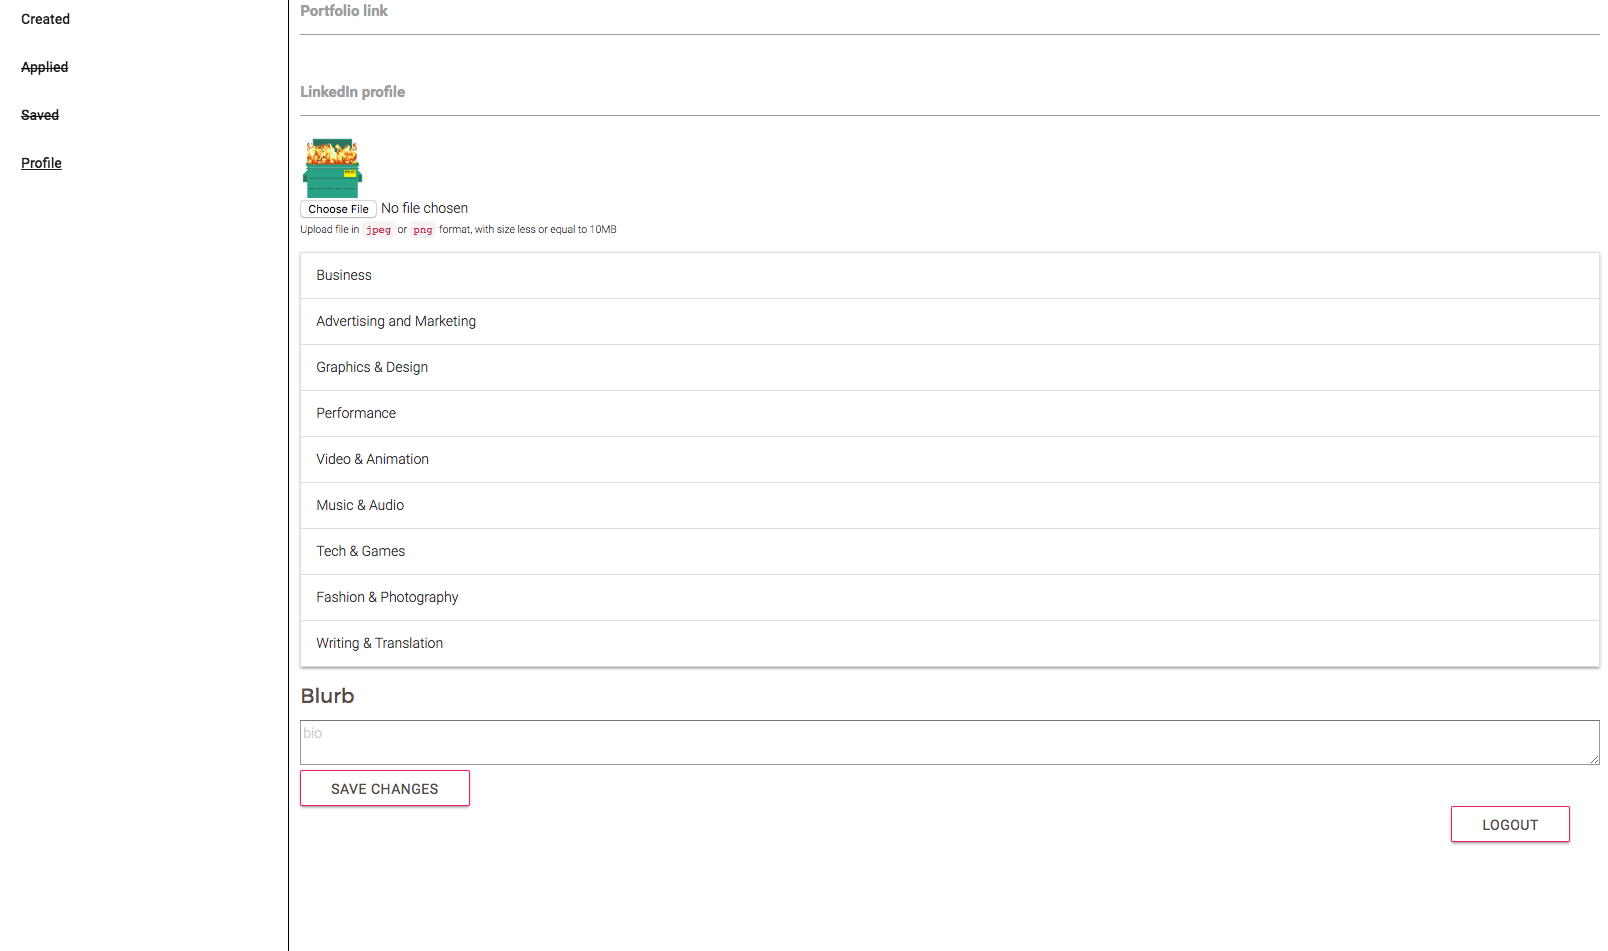 Created
Applied
Saved
Profile
Portfolio link
LinkedIn profile
Choose File No file chosen
Upload file in jpeg or png format, with size less or equal to 10MB
Business
Advertising and Marketing
Graphics & Design
Performance
Video & Animation
Music & Audio
Tech & Games
Fashion & Photography
Writing & Translation
Blurb
bio
SAVE CHANGES
LOGOUT